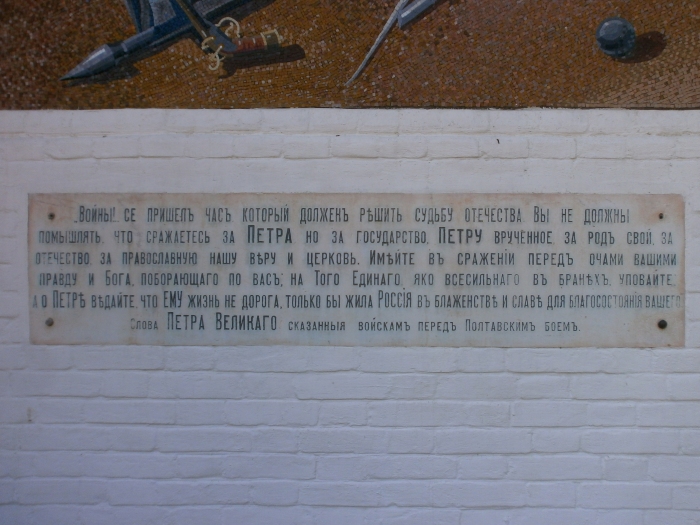 „Войны! се пришелъ часъ который долженъ рѣшить судьбу отечества Вы не должны
помышлять, что сражаетесь за Петра но за государство, Петру врученное, за родъ свой, за
отечество, за православную нашу вѣру и церковь. Имѣйте въ сраженіи передъ очами вашими
правду и Бога, поборающаго по васъ; на Того Единаго, яко всесильнаго въ бранѣхъ, уповайте,
а о Петрѣ вѣдайте, что ЕМУ жизнь не дорога, только бы жила Россія въ блаженствѣ и славѣ для благосостоянія вашего
Слова Петра Великаго сказанныя войскамъ передъ Полтавскимъ боемъ.